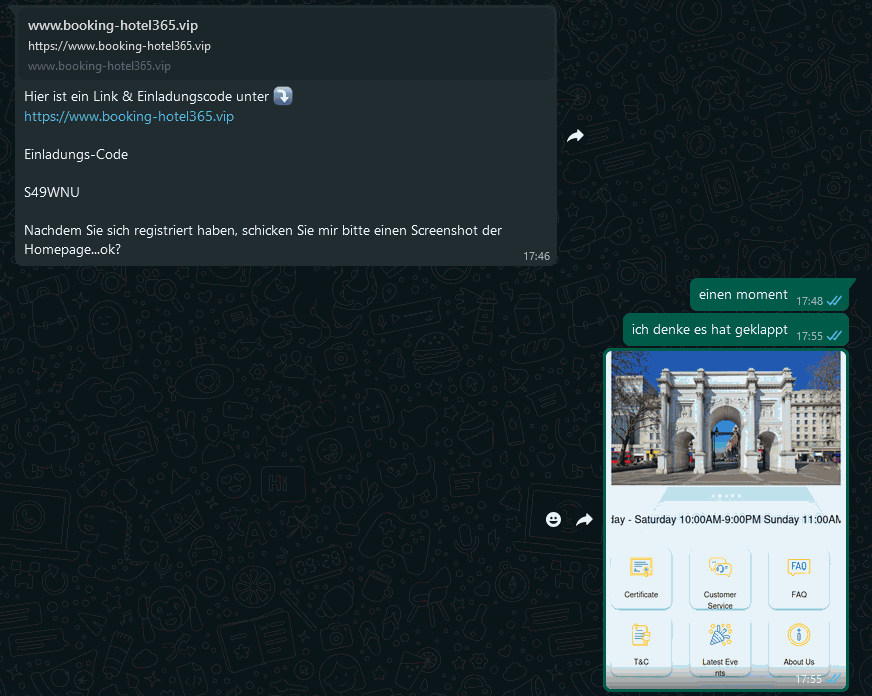 www.booking-hotel365.vip
https://www.booking-hotel365.vip
www.booking-hotel365.vip
Hier ist ein Link & Einladungscode unter ⤵️
https://www.booking-hotel365.vip
Einladungs-Code
S49WNU
Nachdem Sie sich registriert haben, schicken Sie mir bitte einen Screenshot der
Homepage...ok?
17:46
einen moment 17:48
ich denke es hat geklappt 17:55
day - Saturday 10:00AM-9:00PM Sunday 11:00AM
Certificate
Customer
Service
FAQ
FAQ
T&C
Latest Eve
nts
About Us
17:55